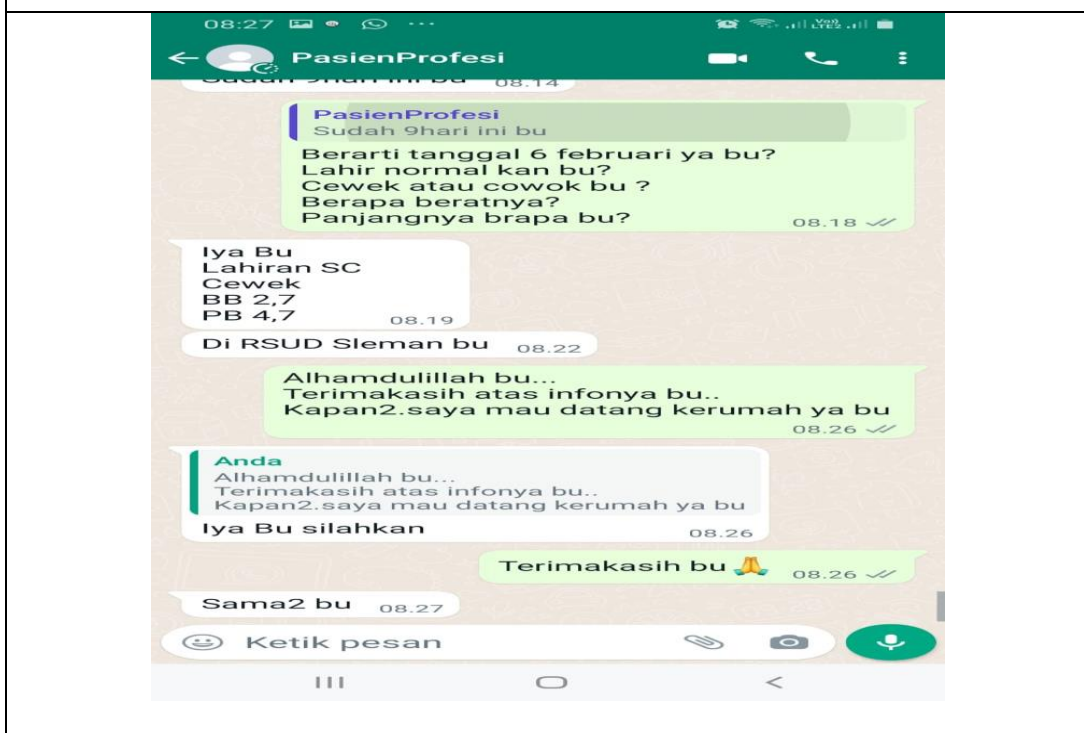 08:27
PasienProfesi
Sudah 9hari ini bu 08.14
PasienProfesi
Sudah 9hari ini bu
Berarti tanggal 6 februari ya bu?
Lahir normal kan bu?
Cewek atau cowok bu ?
Berapa beratnya?
Panjangnya brapa bu?
08.18
Iya Bu
Lahiran SC
Cewek
BB 2,7
PB 4,7
08.19
Di RSUD Sleman bu 08.22
Alhamdulillah bu...
Terimakasih atas infonya bu..
Kapan2.saya mau datang kerumah ya bu
08.26
Anda
Alhamdulillah bu...
Terimakasih atas infonya bu..
Kapan2.saya mau datang kerumah ya bu
Iya Bu silahkan
08.26
Terimakasih bu 🙏 08.26
Sama2 bu 08.27
Ketik pesan